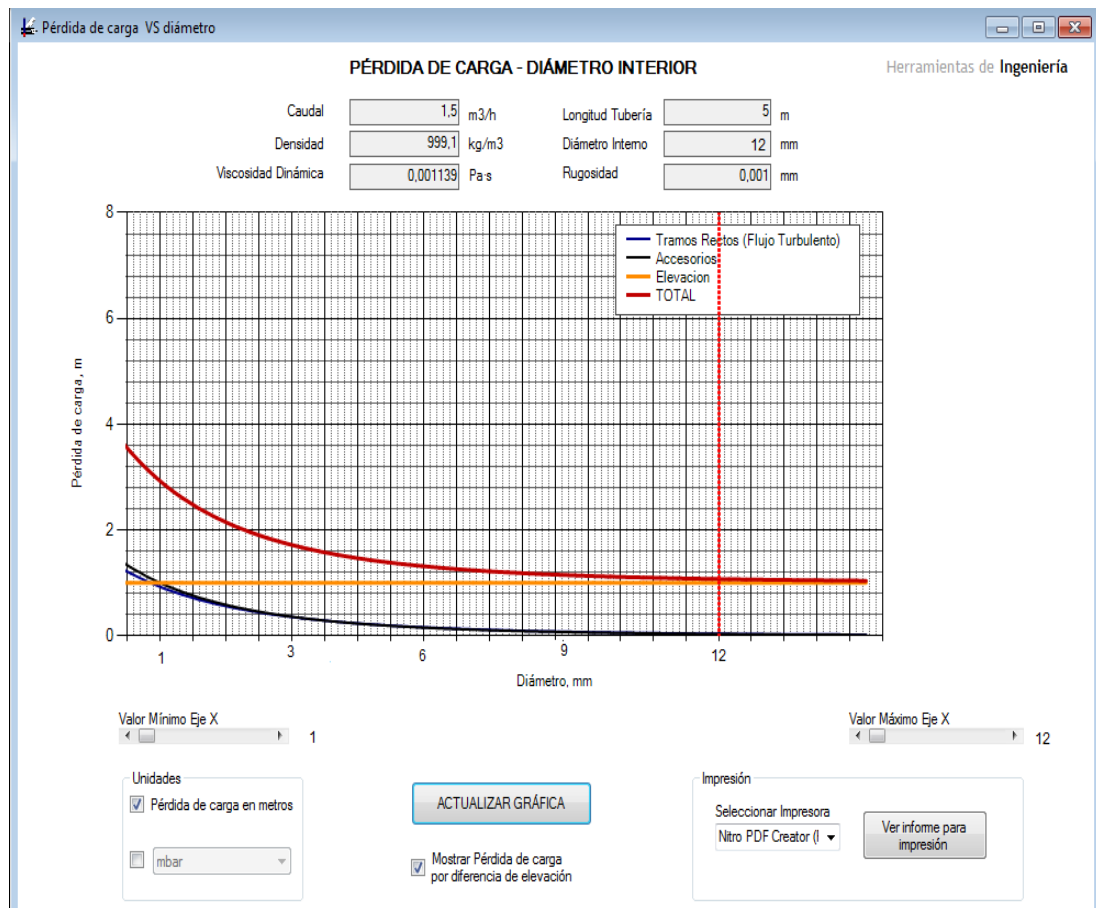 Pérdida de carga VS diámetro
PÉRDIDA DE CARGA - DIÁMETRO INTERIOR
Herramientas de Ingeniería
Caudal 1,5 m3/h Longitud Tubería 5 m
Densidad 999,1 kg/m3 Diámetro Interno 12 mm
Viscosidad Dinámica 0,001139 Pa·s Rugosidad 0,001 mm
8
Tramos Rectos (Flujo Turbulento)
Accesorios
Elevacion
TOTAL
6
4
2
0
Pérdida de carga, m
1 3 6 9 12
Diámetro, mm
Valor Mínimo Eje X
1
Valor Máximo Eje X
12
Unidades
Pérdida de carga en metros
mbar
ACTUALIZAR GRÁFICA
Mostrar Pérdida de carga
por diferencia de elevación
Impresión
Seleccionar Impresora
Nitro PDF Creator (
Ver informe para
impresión